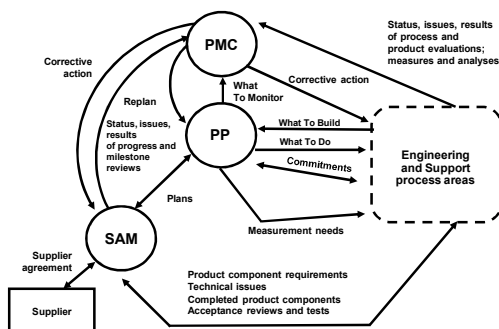 Status, issues, results
of process and
product evaluations;
measures and analyses
PMC
Corrective
action
Corrective action
What
To Monitor
Replan
Status, issues,
results
of progress and
milestone
reviews
What To Build
PP
What To Do
Commitments
Engineering
and Support
process areas
Plans
Measurement needs
SAM
Supplier
agreement
Product component requirements
Technical issues
Completed product components
Acceptance reviews and tests
Supplier